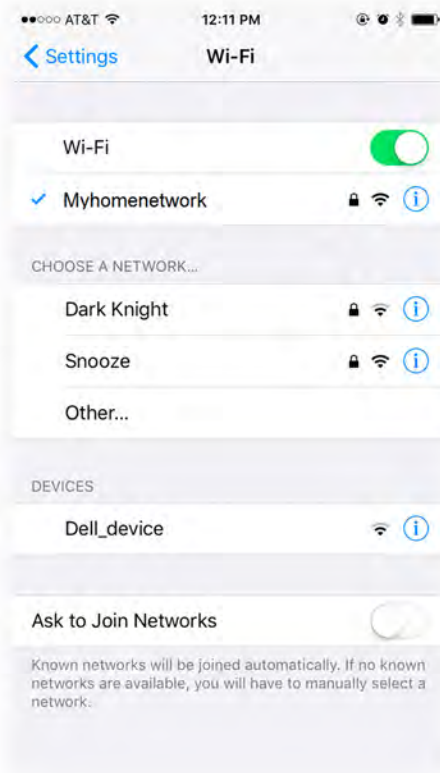 AT&T 12:11 PM
Settings Wi-Fi
Wi-Fi
Myhomenetwork
CHOOSE A NETWORK...
Dark Knight
Snooze
Other...
DEVICES
Dell_device
Ask to Join Networks
Known networks will be joined automatically. If no known
networks are available, you will have to manually select a
network.